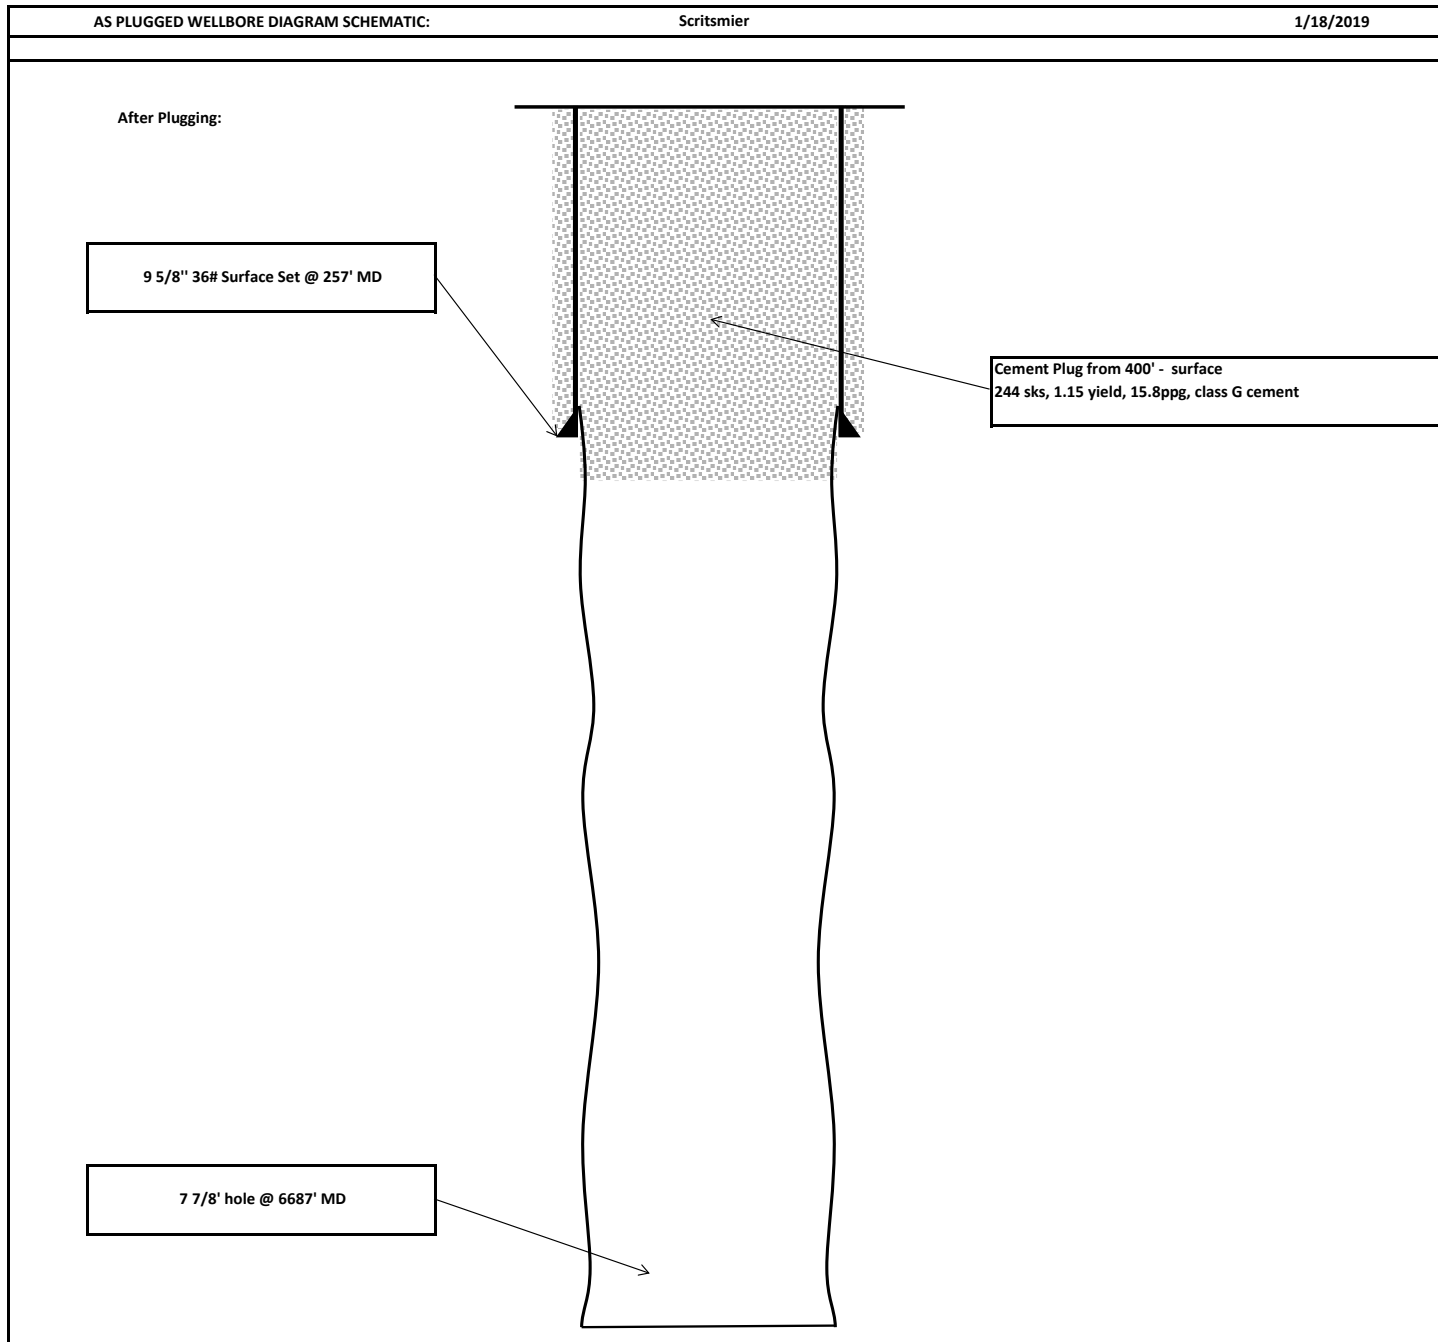 AS PLUGGED WELLBORE DIAGRAM SCHEMATIC: Scritsmier 1/18/2019
After Plugging:
9 5/8'' 36# Surface Set @ 257' MD
Cement Plug from 400' - surface
244 sks, 1.15 yield, 15.8ppg, class G cement
7 7/8' hole @ 6687' MD